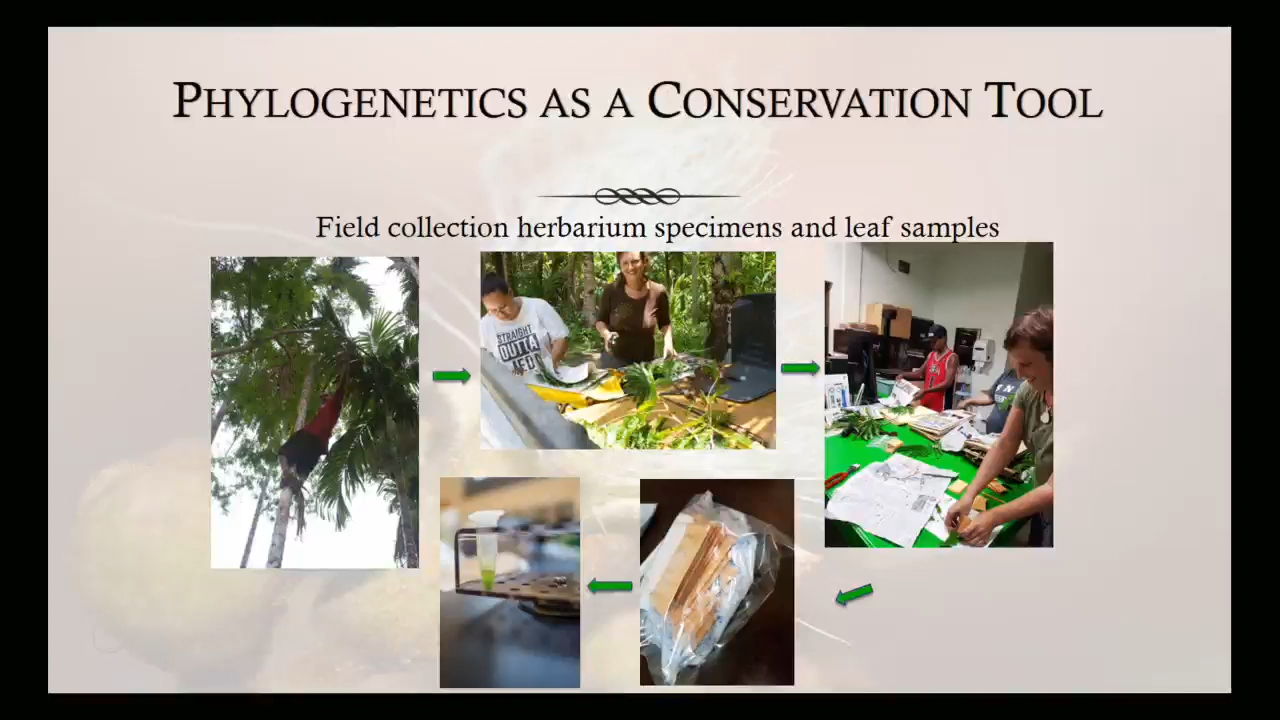 PHYLOGENETICS AS A CONSERVATION TOOL
Field collection herbarium specimens and leaf samples
STRAIGHT
OUTTA